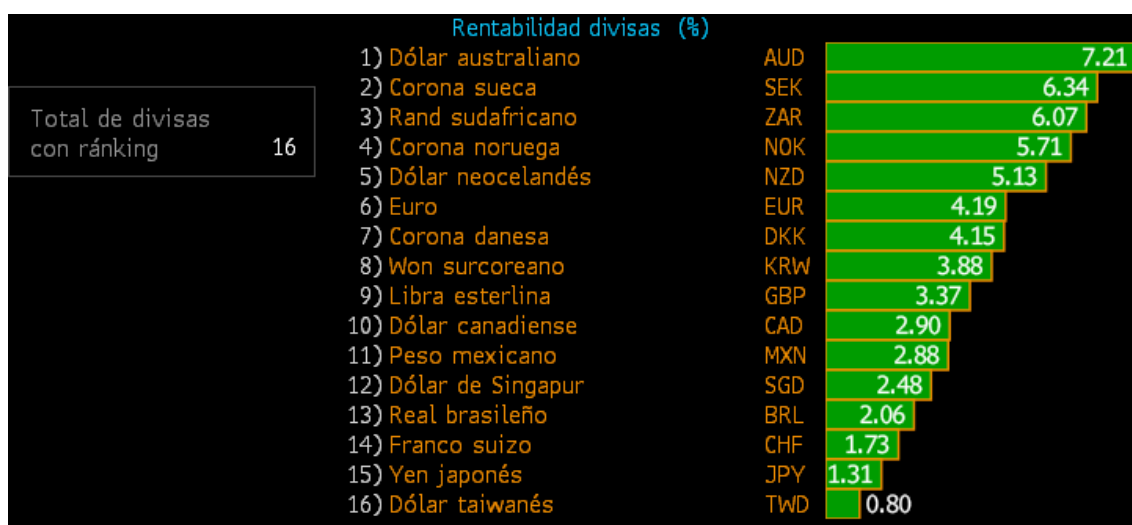 Rentabilidad divisas (%)
Total de divisas
con ránking 16
1) Dólar australiano AUD 7.21
2) Corona sueca SEK 6.34
3) Rand sudafricano ZAR 6.07
4) Corona noruega NOK 5.71
5) Dólar neocelandés NZD 5.13
6) Euro EUR 4.19
7) Corona danesa DKK 4.15
8) Won surcoreano KRW 3.88
9) Libra esterlina GBP 3.37
10) Dólar canadiense CAD 2.90
11) Peso mexicano MXN 2.88
12) Dólar de Singapur SGD 2.48
13) Real brasileño BRL 2.06
14) Franco suizo CHF 1.73
15) Yen japonés JPY 1.31
16) Dólar taiwanés TWD 0.80